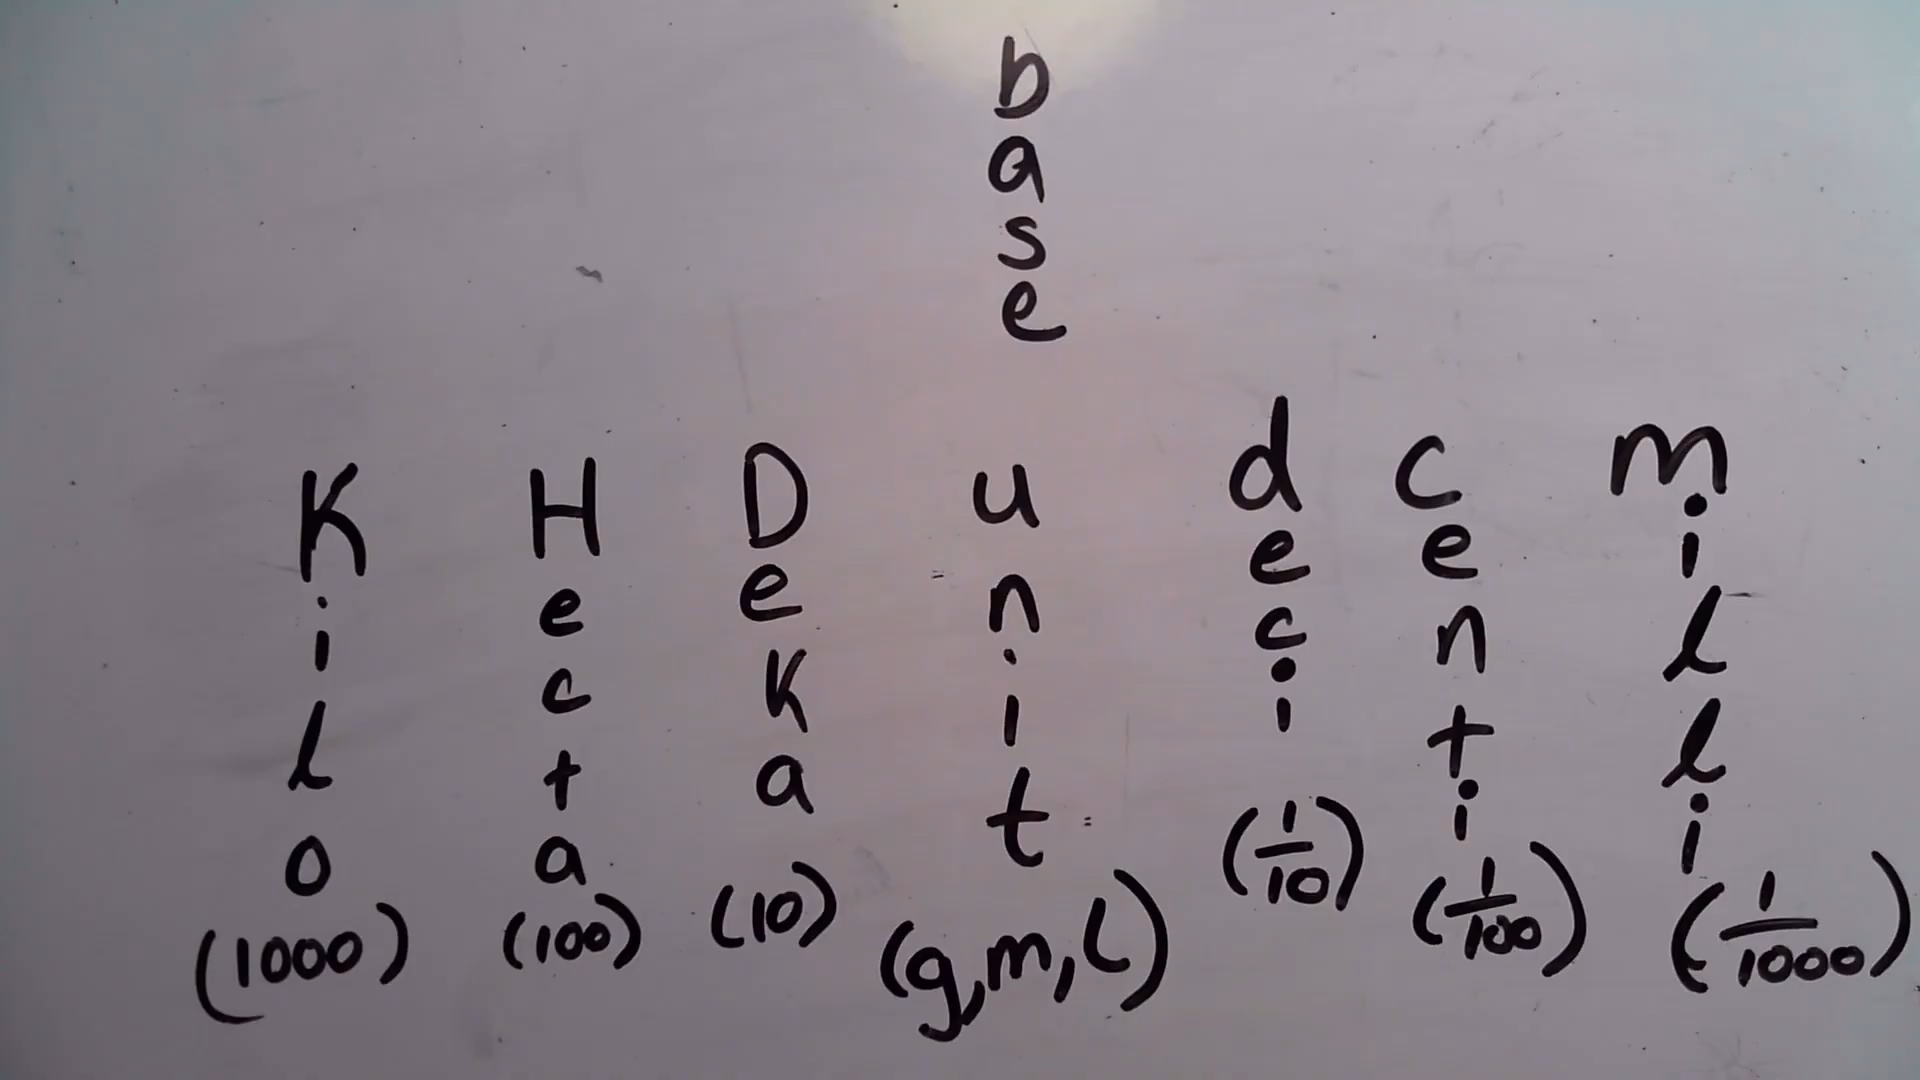 base
Kilo
(1000)
Hecta
(100)
DeKa
(10)
unit
(g,m,l)
deci
(1/10)
centi
(1/100)
milli
(1/1000)